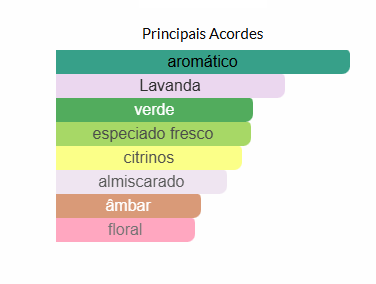 Principais Acordes
aromático
Lavanda
verde
especiado fresco
citrinos
almiscarado
âmbar
floral